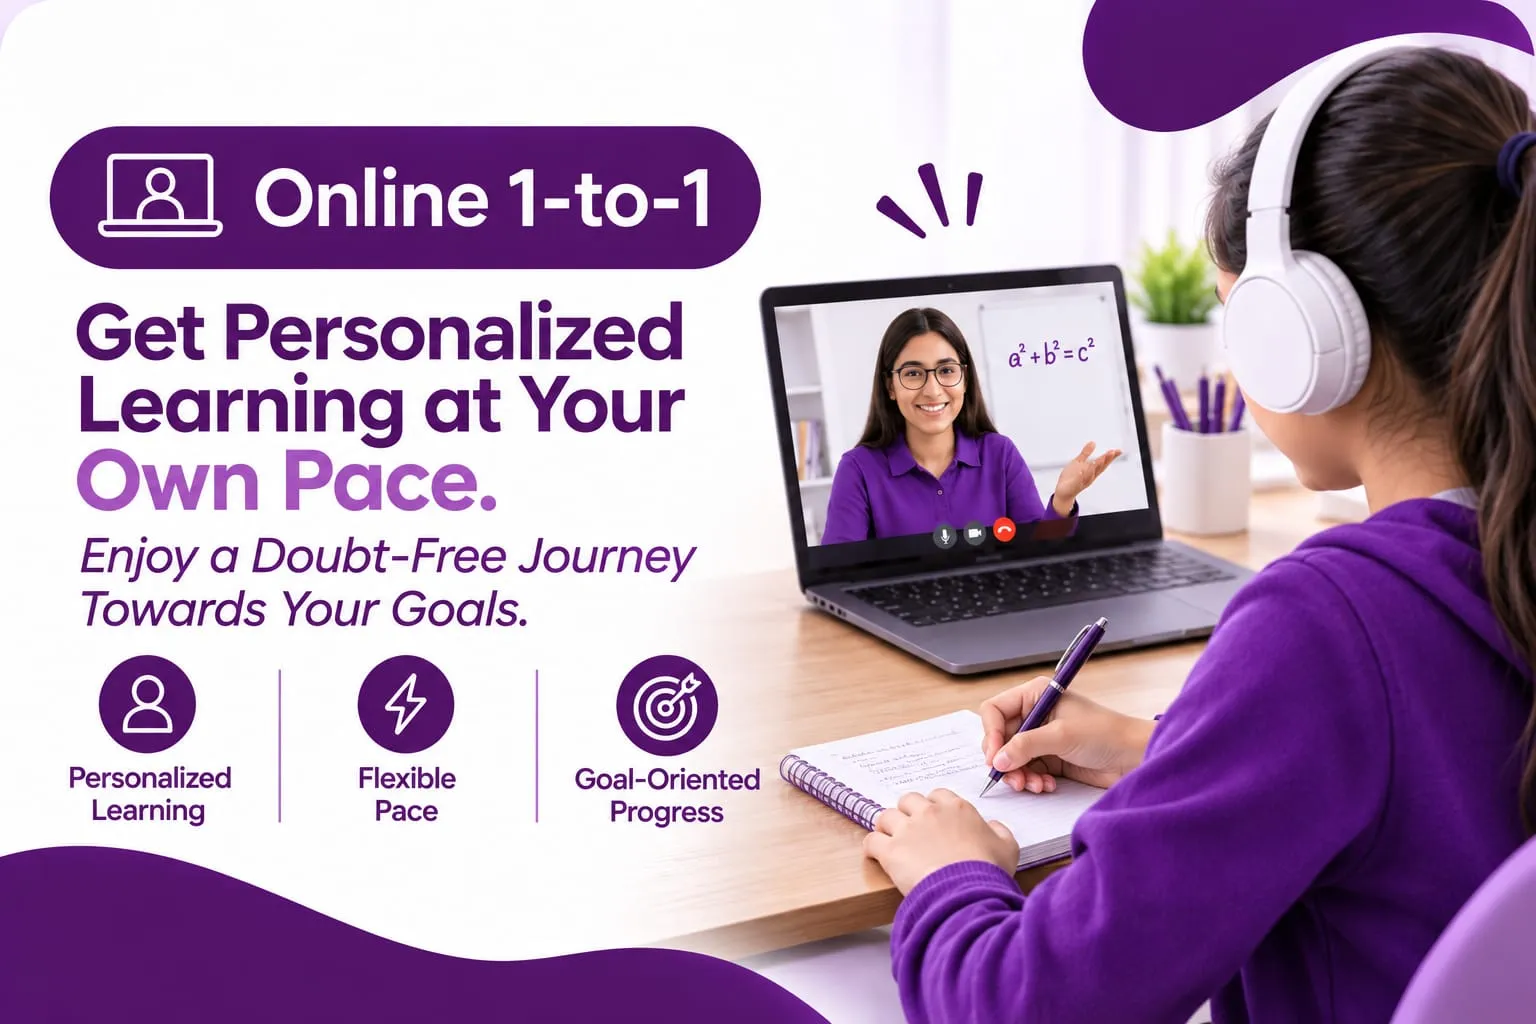 Online 1-to-1
Get Personalized
Learning at Your
Own Pace.
Enjoy a Doubt-Free Journey
Towards Your Goals.
Personalized
Learning
Flexible
Pace
Goal-Oriented
Progress
a² + b² = c²